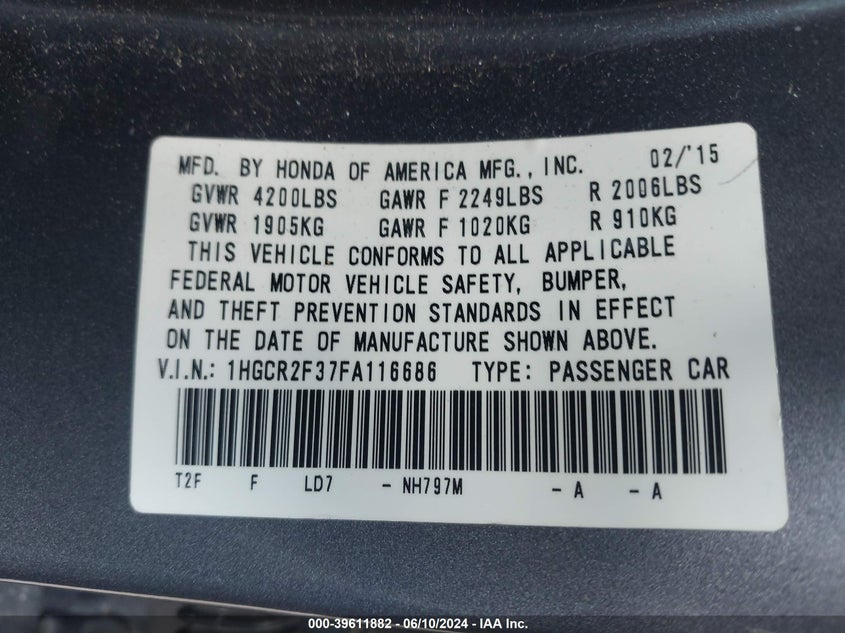 MFD. BY HONDA OF AMERICA MFG., INC. 02/'15
GVWR 4200LBS GAWR F 2249LBS R 2006LBS
GVWR 1905KG GAWR F 1020KG R 910KG
THIS VEHICLE CONFORMS TO ALL APPLICABLE
FEDERAL MOTOR VEHICLE SAFETY, BUMPER,
AND THEFT PREVENTION STANDARDS IN EFFECT
ON THE DATE OF MANUFACTURE SHOWN ABOVE.
V.I.N.: 1HGCR2F37FA116686 TYPE: PASSENGER CAR
T2F F LD7 - NH797M - A - A
000-39611882 - 06/10/2024 - IAA Inc.